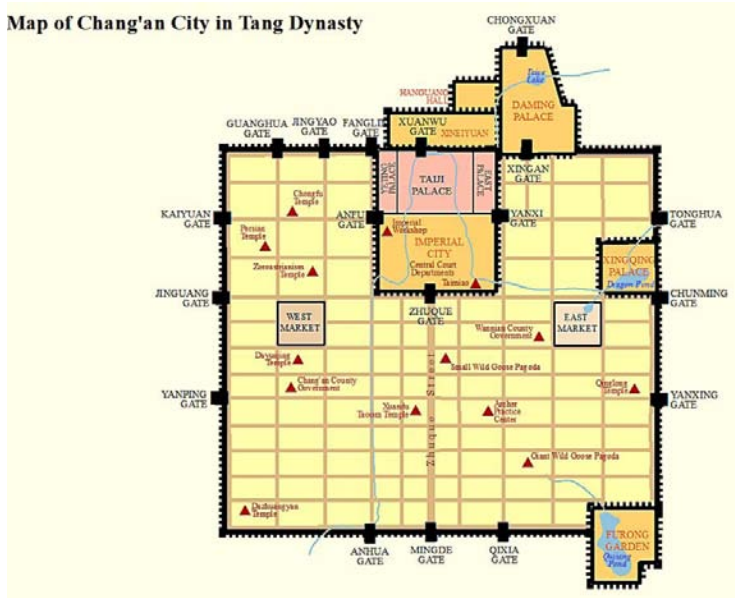 Map of Chang'an City in Tang Dynasty
CHONGXUAN
GATE
Taiye
Lake
DAMING
PALACE
HANGUANG
HALL
XUANWU
GATE
XINEIYUAN
GUANGHUA
GATE
JINGYAO
GATE
FANGLIN
GATE
XINGAN
GATE
TAIJI
PALACE
EAST
PALACE
PALACE
Chongfu
Temple
KAIYUAN
GATE
ANFU
GATE
Imperial
Workshop
YANXI
GATE
TONGHUA
GATE
Persian
Temple
IMPERIAL
CITY
Central Court
Departments
Taimiao
Zoroastrianism
Temple
XINGQING
PALACE
Dragon Pond
JINGUANG
GATE
CHUNMING
GATE
ZHUQUE
GATE
WEST
MARKET
EAST
MARKET
Wannian County
Government
Small Wild Goose Pagoda
Temple
Chang'an County
Government
YANPING
GATE
Qinglong
Temple
YANXING
GATE
Xuandu
Taoism Temple
Archer
Practice
Center
Zhuque Street
Giant Wild Goose Pagoda
Dazhuangyan
Temple
FURONG
GARDEN
Qujiang
Pond
ANHUA
GATE
MINGDE
GATE
QIXIA
GATE